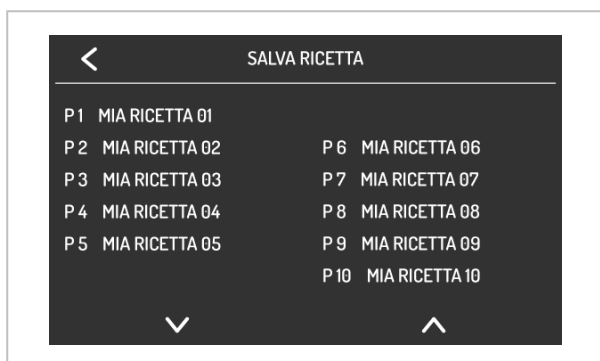 SALVA RICETTA
P1 MIA RICETTA 01
P2 MIA RICETTA 02
P3 MIA RICETTA 03
P4 MIA RICETTA 04
P5 MIA RICETTA 05
P6 MIA RICETTA 06
P7 MIA RICETTA 07
P8 MIA RICETTA 08
P9 MIA RICETTA 09
P10 MIA RICETTA 10